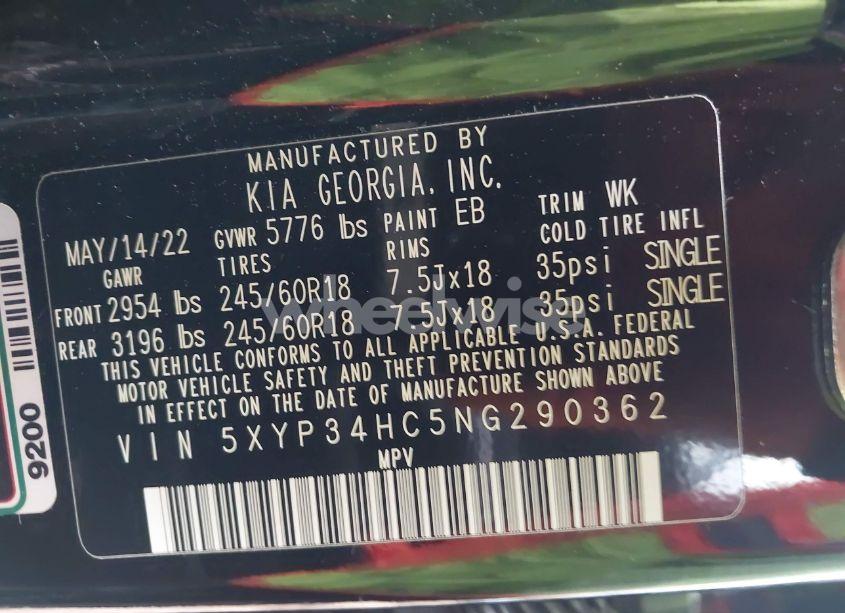 MANUFACTURED BY
KIA GEORGIA, INC.
MAY/14/22 GVWR 5776 lbs PAINT EB TRIM WK
GAWR TIRES RIMS COLD TIRE INFL
FRONT 2954 lbs 245/60R18 7.5Jx18 35psi SINGLE
REAR 3196 lbs 245/60R18 7.5Jx18 35psi SINGLE
THIS VEHICLE CONFORMS TO ALL APPLICABLE U.S.A. FEDERAL
MOTOR VEHICLE SAFETY AND THEFT PREVENTION STANDARDS
IN EFFECT ON THE DATE OF MANUFACTURE SHOWN ABOVE
VIN 5XYP34HC5NG290362
MPV
9200
wheelwise